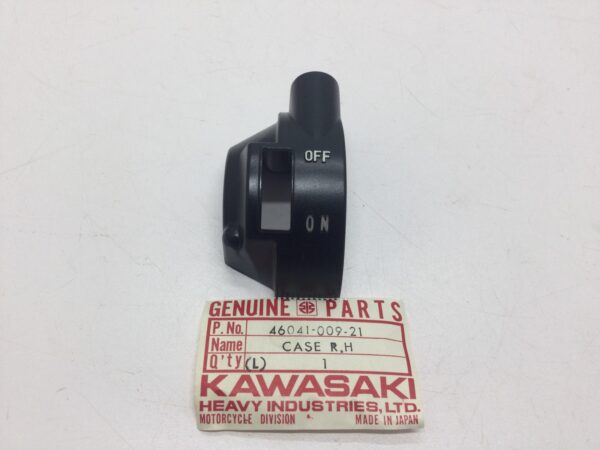 OFF
ON
GENUINE PARTS
P. No. 46041-009-21
Name CASE R,H
Q'ty (L) 1
KAWASAKI
HEAVY INDUSTRIES, LTD.
MOTORCYCLE DIVISION MADE IN JAPAN